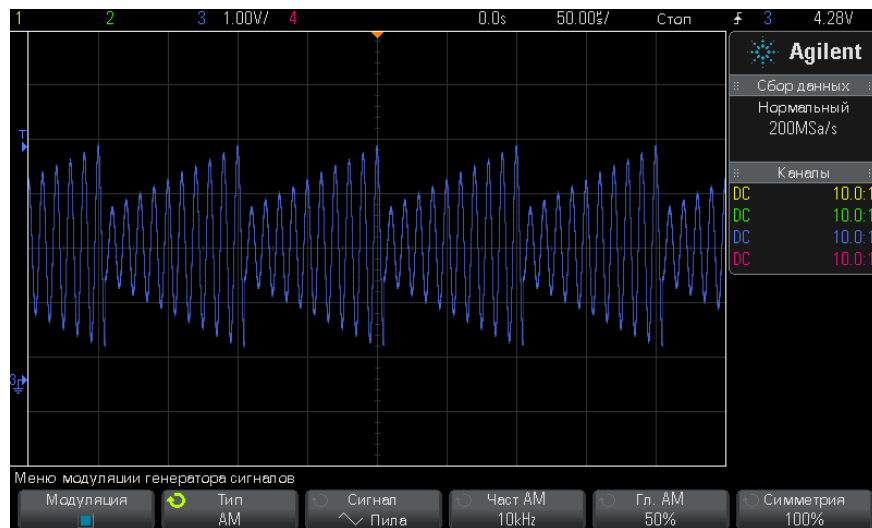 1 2 3 1.00V/ 4 0.0s 50.00㎲/ Стоп 3 4.28V
Agilent
Сбор данных
Нормальный
200MSa/s
Каналы
DC 10.0:1
DC 10.0:1
DC 10.0:1
DC 10.0:1
T
3
Меню модуляции генератора сигналов
Модуляция
Тип
AM
Сигнал
Пила
Част AM
10kHz
Гл. AM
50%
Симметрия
100%